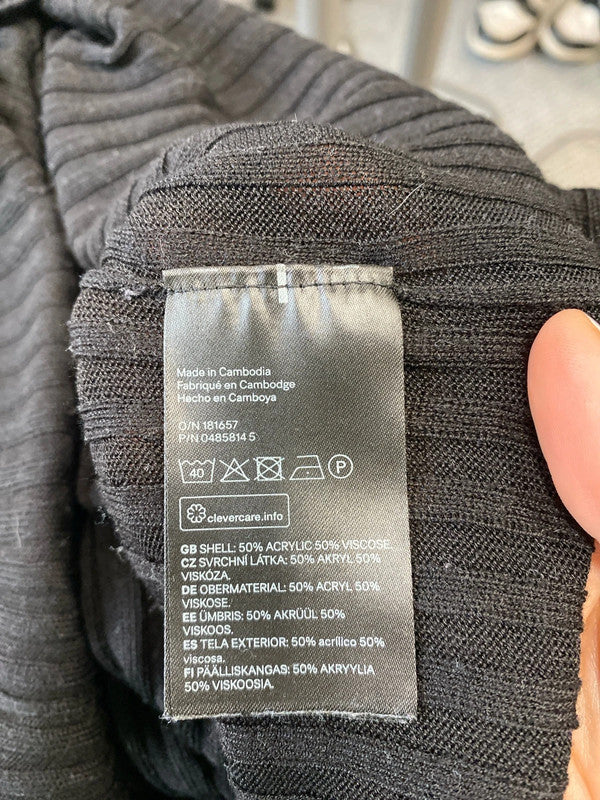 Made in Cambodia
Fabriqué en Cambodge
Hecho en Camboya
O/N 181657
P/N 0485814 5
40 P
clevercare.info
GB SHELL: 50% ACRYLIC 50% VISCOSE.
CZ SVRCHNÍ LÁTKA: 50% AKRYL 50%
VISKÓZA.
DE OBERMATERIAL: 50% ACRYL 50%
VISKOSE.
EE ÜMBRIS: 50% AKRÜÜL 50%
VISKOOS.
ES TELA EXTERIOR: 50% acrílico 50%
viscosa.
FI PÄÄLLISKANGAS: 50% AKRYYLIA
50% VISKOOSIA.